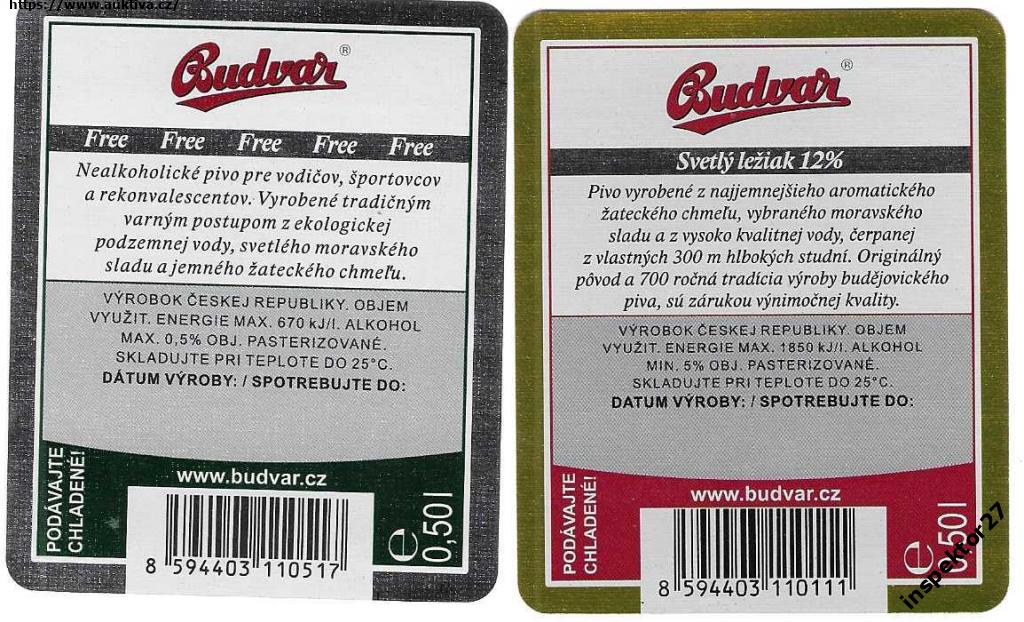 https://www.auktiva.cz/
Budvar®
Free Free Free Free Free
Nealkoholické pivo pre vodičov, športovcov
a rekonvalescentov. Vyrobené tradičným
varným postupom z ekologickej
podzemnej vody, svetlého moravského
sladu a jemného žateckého chmeľu.
VÝROBOK ČESKEJ REPUBLIKY. OBJEM
VYUŽIT. ENERGIE MAX. 670 kJ/l. ALKOHOL
MAX. 0,5% OBJ. PASTERIZOVANÉ.
SKLADUJTE PRI TEPLOTE DO 25°C.
DÁTUM VÝROBY: / SPOTREBUJTE DO:
www.budvar.cz
PODÁVAJTE
CHLADENÉ!
8 594403 110517
e 0,50 l
Budvar®
Svetlý ležiak 12%
Pivo vyrobené z najjemnejšieho aromatického
žateckého chmeľu, vybraného moravského
sladu a z vysoko kvalitnej vody, čerpanej
z vlastných 300 m hlbokých studní. Originálný
pôvod a 700 ročná tradícia výroby budějovického
piva, sú zárukou výnimočnej kvality.
VÝROBOK ČESKEJ REPUBLIKY. OBJEM
VYUŽIT. ENERGIE MAX. 1850 kJ/l. ALKOHOL
MIN. 5% OBJ. PASTERIZOVANÉ.
SKLADUJTE PRI TEPLOTE DO 25°C.
DATUM VÝROBY: / SPOTREBUJTE DO:
www.budvar.cz
PODÁVAJTE
CHLADENÉ!
8 594403 110111
e 0,50 l
inspektor27